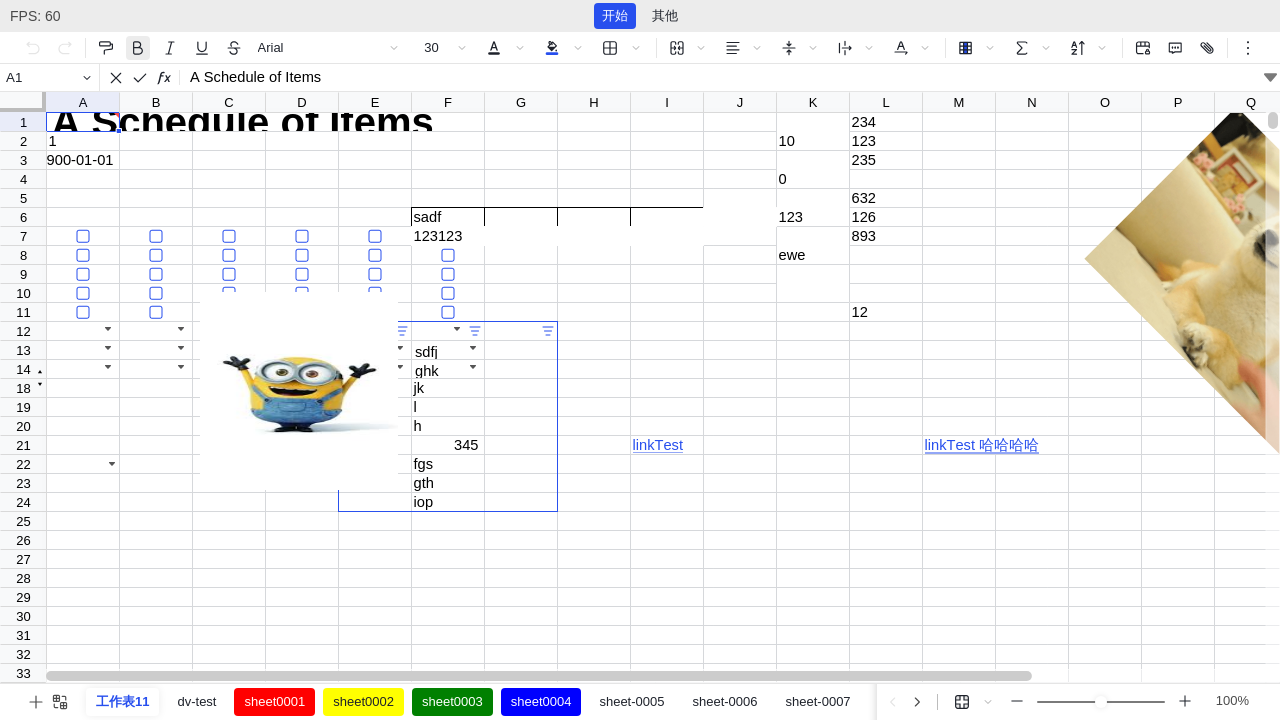 FPS: 60 开始 其他
Arial 30
A1 A Schedule of Items
A B C D E F G H I J K L M N O P Q
1 A Schedule of Items 234
2 1 10 123
3 900-01-01 235
4 0
5 632
6 sadf 123 126
7 123123 893
8 ewe
9
10
11 12
12
13 sdfj
14 ghk
18 jk
19 l
20 h
21 345 linkTest linkTest 哈哈哈哈
22 fgs
23 gth
24 iop
25
26
27
28
29
30
31
32
33
工作表11 dv-test sheet0001 sheet0002 sheet0003 sheet0004 sheet-0005 sheet-0006 sheet-0007 100%